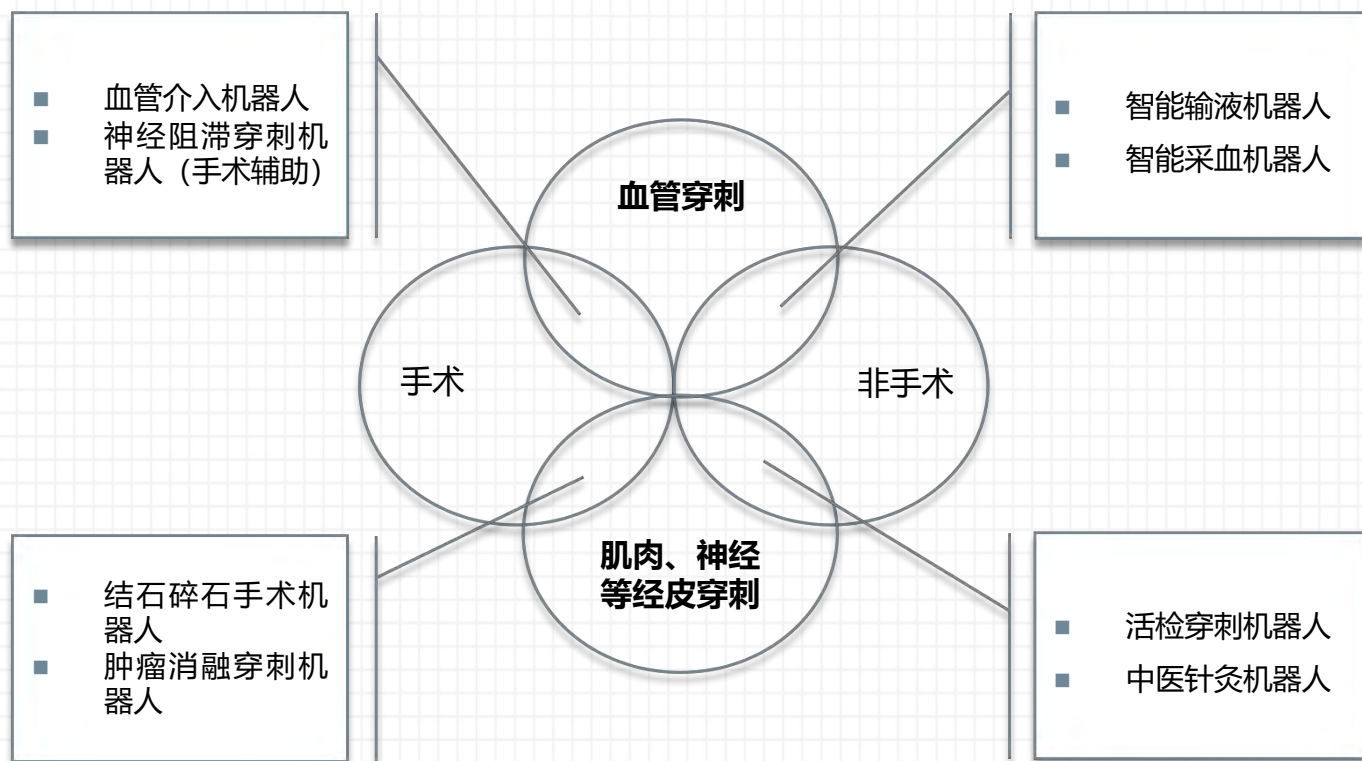 血管介入机器人
神经阻滞穿刺机
器人（手术辅助）
智能输液机器人
智能采血机器人
血管穿刺
手术
非手术
肌肉、神经
等经皮穿刺
结石碎石手术机
器人
肿瘤消融穿刺机
器人
活检穿刺机器人
中医针灸机器人